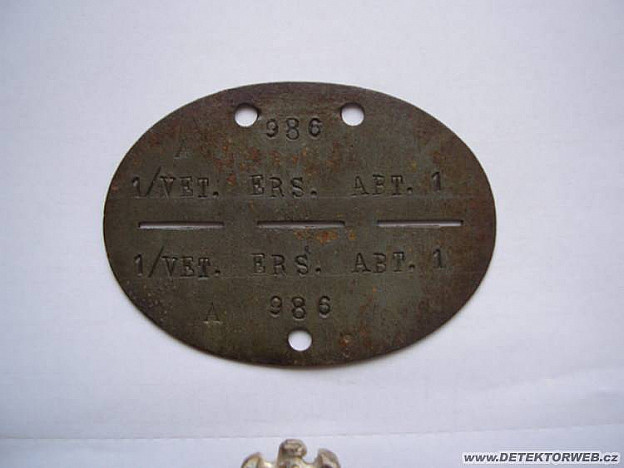 986
A
1/VET. ERS. ABT. 1
1/VET. ERS. ABT. 1
A 986
WWW.DETEKTORWEB.cz